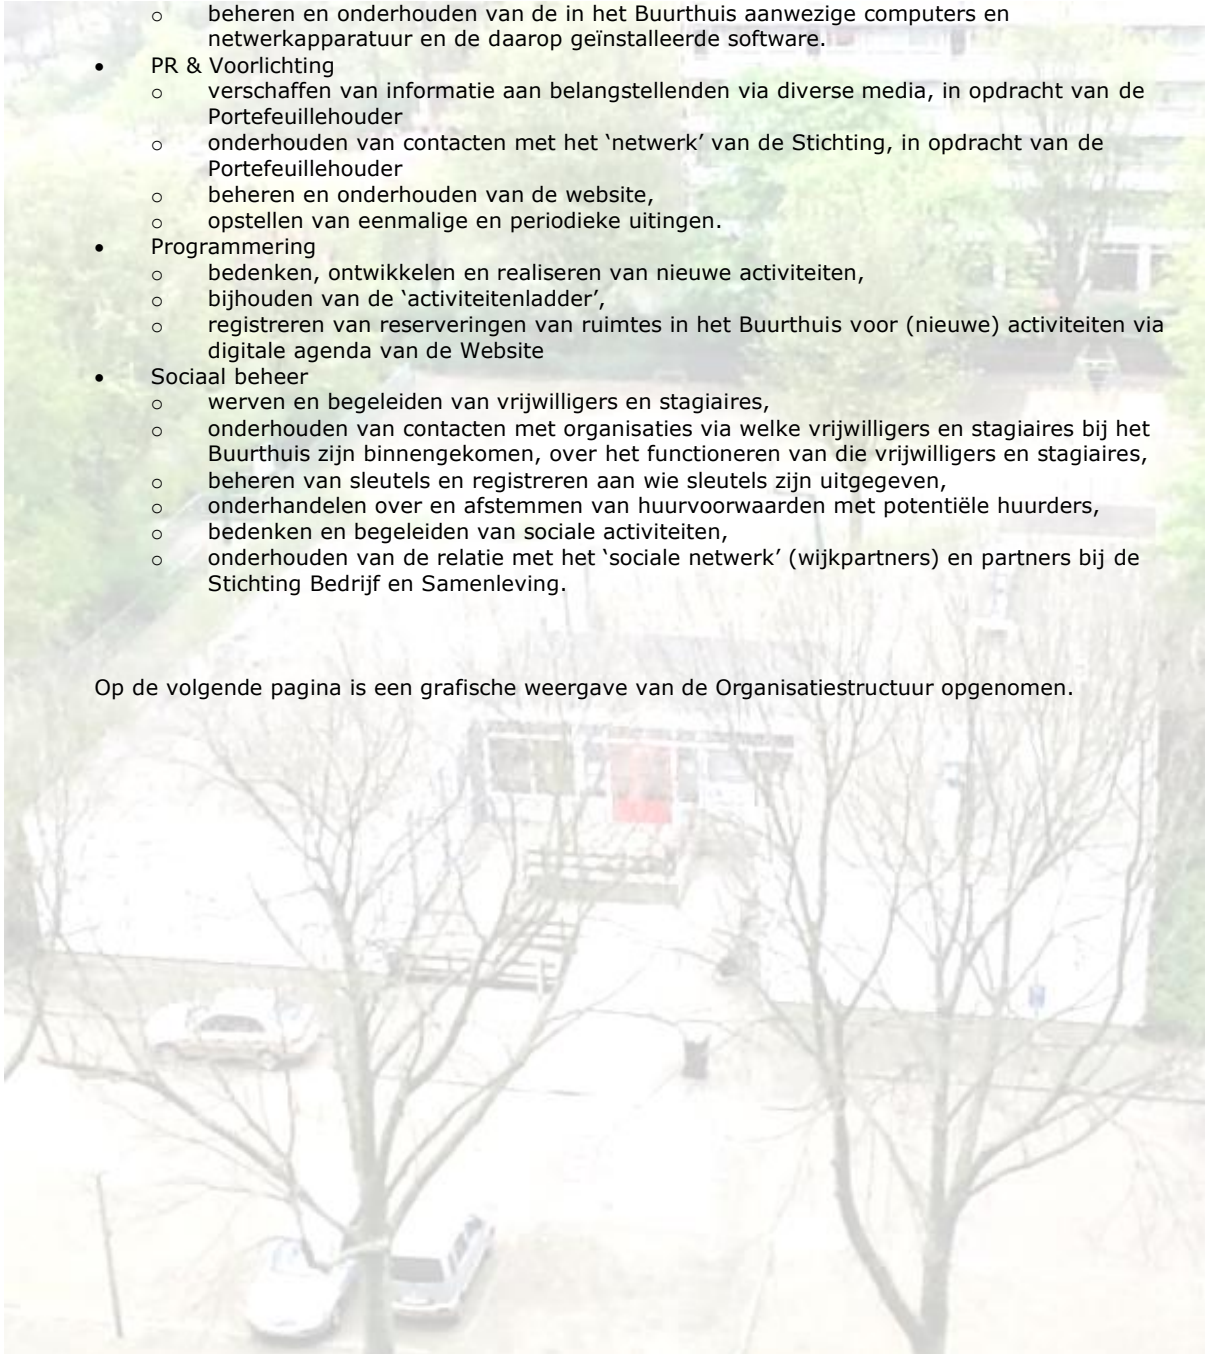 o beheren en onderhouden van de in het Buurthuis aanwezige computers en
netwerkapparatuur en de daarop geïnstalleerde software.
• PR & Voorlichting
o verschaffen van informatie aan belangstellenden via diverse media, in opdracht van de
Portefeuillehouder
o onderhouden van contacten met het ‘netwerk’ van de Stichting, in opdracht van de
Portefeuillehouder
o beheren en onderhouden van de website,
o opstellen van eenmalige en periodieke uitingen.
• Programmering
o bedenken, ontwikkelen en realiseren van nieuwe activiteiten,
o bijhouden van de ‘activiteitenladder’,
o registreren van reserveringen van ruimtes in het Buurthuis voor (nieuwe) activiteiten via
digitale agenda van de Website
• Sociaal beheer
o werven en begeleiden van vrijwilligers en stagiaires,
o onderhouden van contacten met organisaties via welke vrijwilligers en stagiaires bij het
Buurthuis zijn binnengekomen, over het functioneren van die vrijwilligers en stagiaires,
o beheren van sleutels en registreren aan wie sleutels zijn uitgegeven,
o onderhandelen over en afstemmen van huurvoorwaarden met potentiële huurders,
o bedenken en begeleiden van sociale activiteiten,
o onderhouden van de relatie met het ‘sociale netwerk’ (wijkpartners) en partners bij de
Stichting Bedrijf en Samenleving.
Op de volgende pagina is een grafische weergave van de Organisatiestructuur opgenomen.